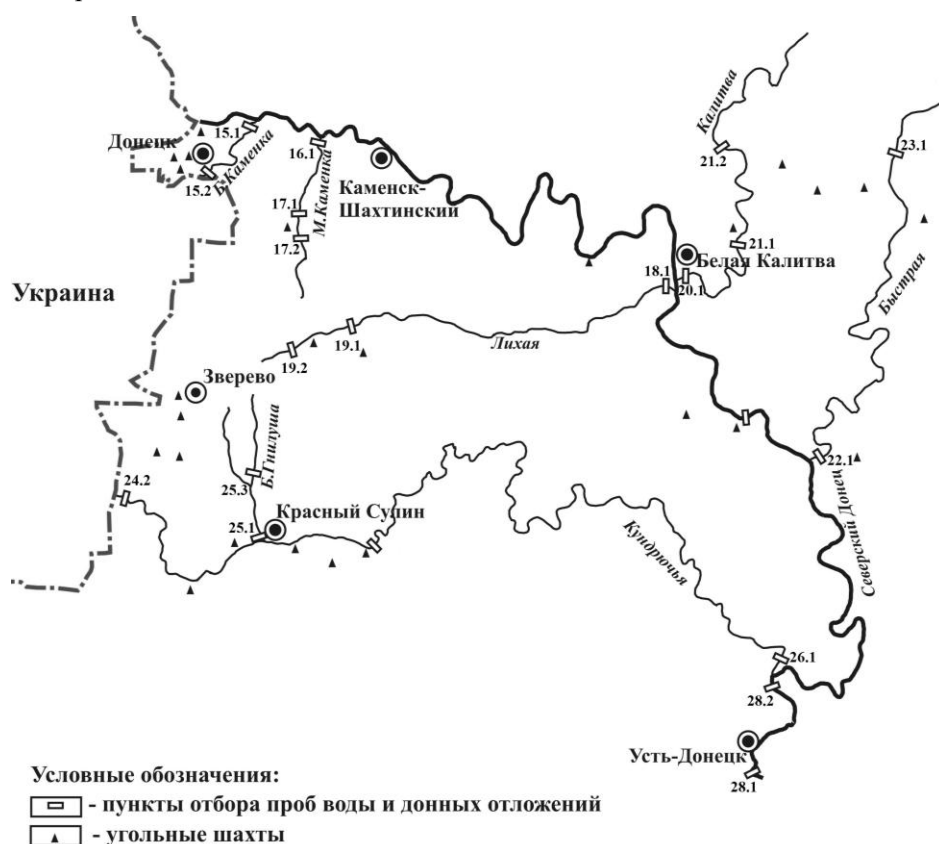 Калитва
15.1
Донецк
Б.Каменка
16.1
21.2
23.1
15.2
М.Каменка
Каменск-
Шахтинский
17.1
17.2
21.1
Белая Калитва
18.1
20.1
Быстрая
Украина
Лихая
19.1
19.2
Зверево
Б.Гнилуша
24.2
25.3
22.1
Красный Сулин
25.1
Кундрючья
Северский Донец
26.1
28.2
Усть-Донецк
28.1
Условные обозначения:
- пункты отбора проб воды и донных отложений
- угольные шахты